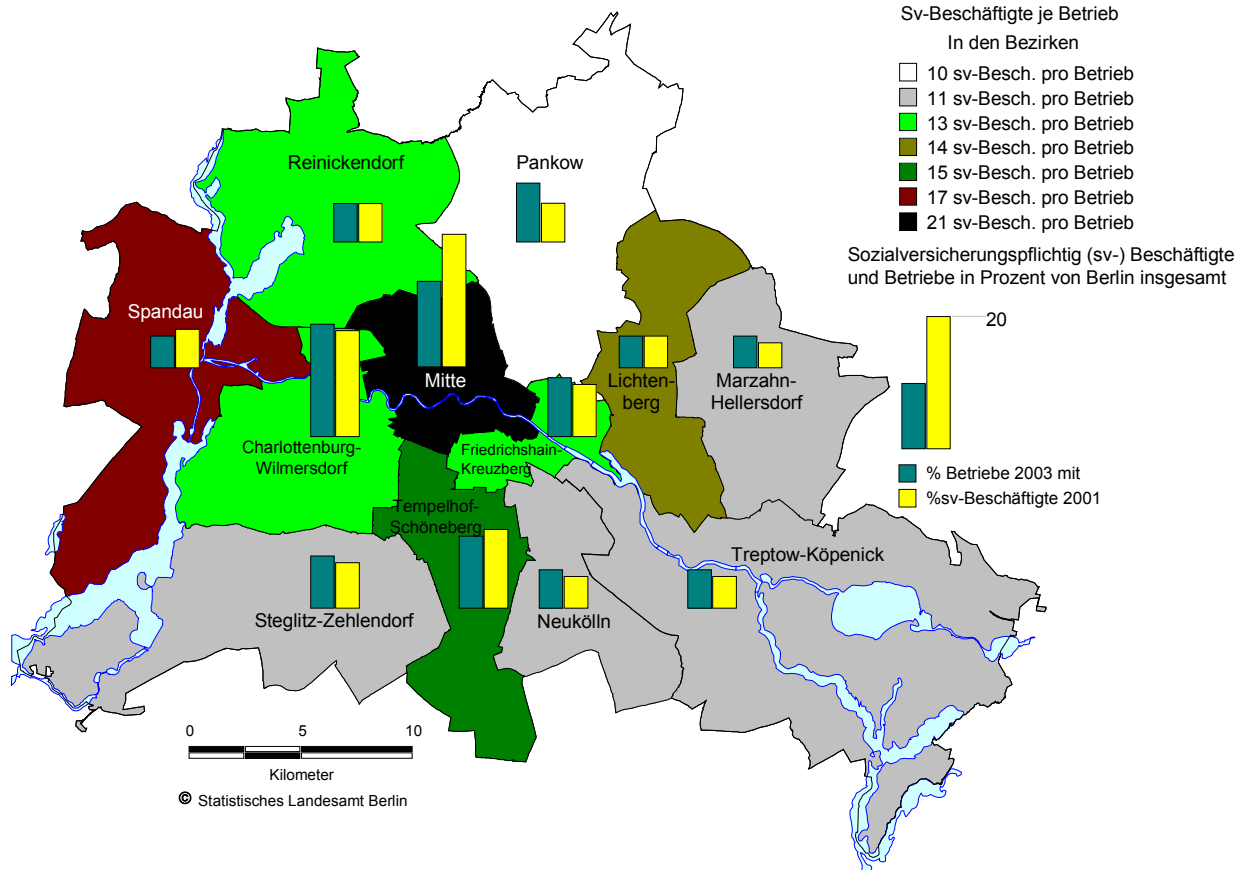 Sv-Beschäftigte je Betrieb
In den Bezirken
10 sv-Besch. pro Betrieb
11 sv-Besch. pro Betrieb
13 sv-Besch. pro Betrieb
14 sv-Besch. pro Betrieb
15 sv-Besch. pro Betrieb
17 sv-Besch. pro Betrieb
21 sv-Besch. pro Betrieb
Sozialversicherungspflichtig (sv-) Beschäftigte
und Betriebe in Prozent von Berlin insgesamt
20
% Betriebe 2003 mit
%sv-Beschäftigte 2001
Reinickendorf
Pankow
Spandau
Mitte
Lichten-
berg
Marzahn-
Hellersdorf
Charlottenburg-
Wilmersdorf
Friedrichshain-
Kreuzberg
Tempelhof-
Schöneberg
Treptow-Köpenick
Steglitz-Zehlendorf
Neukölln
0 5 10
Kilometer
© Statistisches Landesamt Berlin